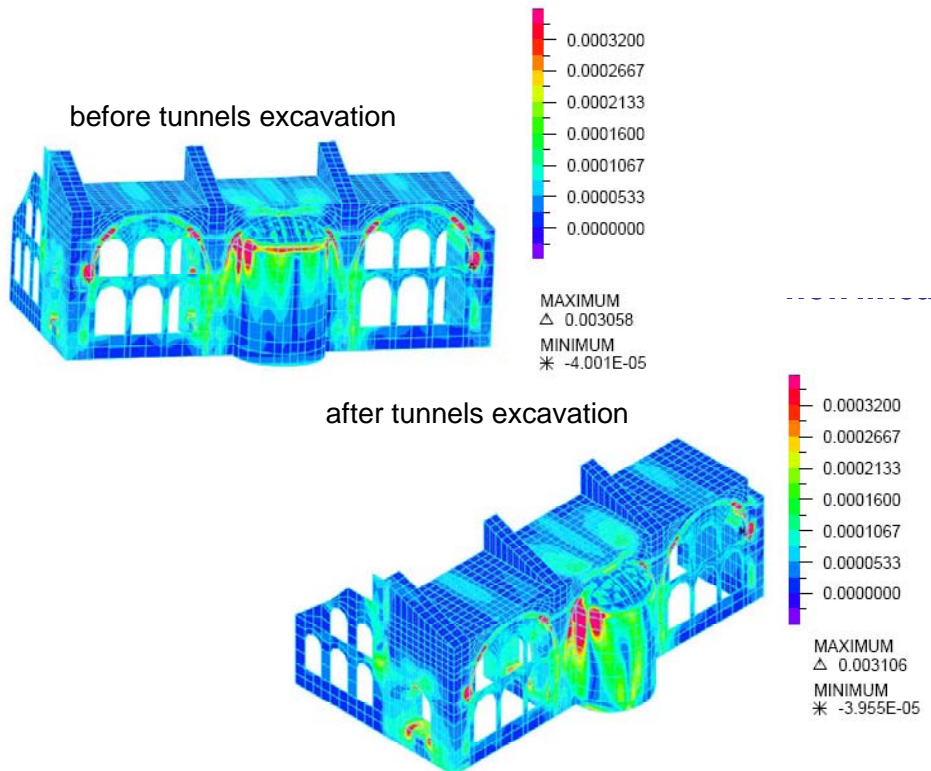 0.0003200
0.0002667
0.0002133
0.0001600
0.0001067
0.0000533
0.0000000
before tunnels excavation
MAXIMUM
△ 0.003058
MINIMUM
✳ -4.001E-05
after tunnels excavation
0.0003200
0.0002667
0.0002133
0.0001600
0.0001067
0.0000533
0.0000000
MAXIMUM
△ 0.003106
MINIMUM
✳ -3.955E-05